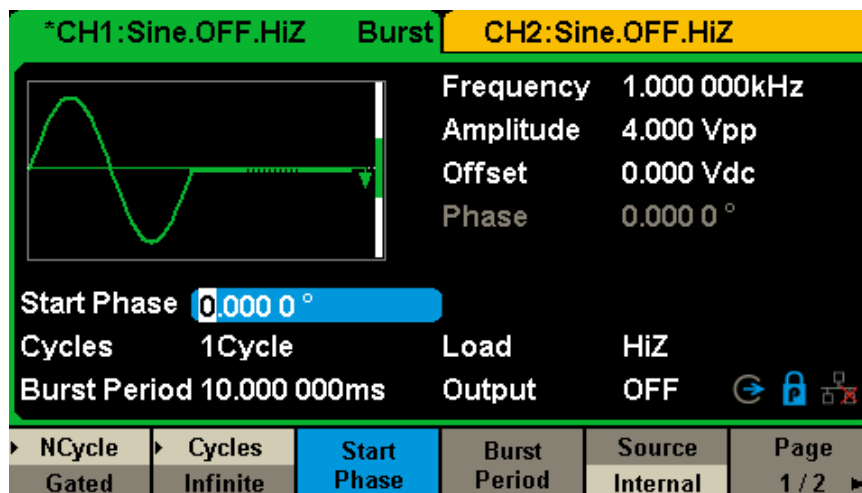 *CH1:Sine.OFF.HiZ Burst CH2:Sine.OFF.HiZ
Frequency 1.000 000kHz
Amplitude 4.000 Vpp
Offset 0.000 Vdc
Phase 0.000 0 °
Start Phase 0.000 0 °
Cycles 1Cycle Load HiZ
Burst Period 10.000 000ms Output OFF P
NCycle Cycles Start Burst Source Page
Gated Infinite Phase Period Internal 1/2